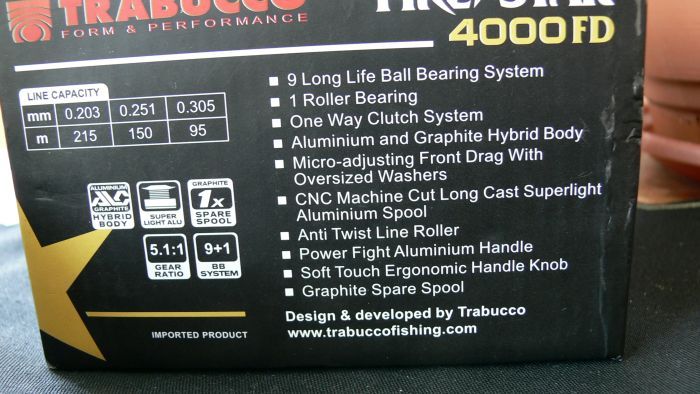 TRABUCCO
FORM & PERFORMANCE
FIRE/STAR
4000FD
LINE CAPACITY
mm 0.203 0.251 0.305
m 215 150 95
ALUMINIUM
GRAPHITE
HYBRID
BODY
SUPER
LIGHT ALU
GRAPHITE
1x
SPARE
SPOOL
5.1:1
GEAR
RATIO
9+1
BB
SYSTEM
IMPORTED PRODUCT
9 Long Life Ball Bearing System
1 Roller Bearing
One Way Clutch System
Aluminium and Graphite Hybrid Body
Micro-adjusting Front Drag With
Oversized Washers
CNC Machine Cut Long Cast Superlight
Aluminium Spool
Anti Twist Line Roller
Power Fight Aluminium Handle
Soft Touch Ergonomic Handle Knob
Graphite Spare Spool
Design & developed by Trabucco
www.trabuccofishing.com